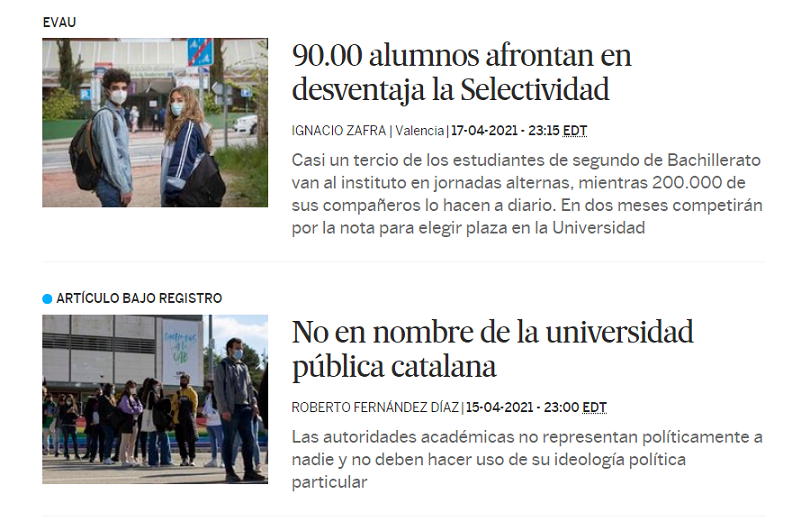 EVAU
90.00 alumnos afrontan en
desventaja la Selectividad
IGNACIO ZAFRA | Valencia | 17-04-2021 - 23:15 EDT
Casi un tercio de los estudiantes de segundo de Bachillerato
van al instituto en jornadas alternas, mientras 200.000 de
sus compañeros lo hacen a diario. En dos meses competirán
por la nota para elegir plaza en la Universidad
ARTÍCULO BAJO REGISTRO
No en nombre de la universidad
pública catalana
ROBERTO FERNÁNDEZ DÍAZ | 15-04-2021 - 23:00 EDT
Las autoridades académicas no representan políticamente a
nadie y no deben hacer uso de su ideología política
particular